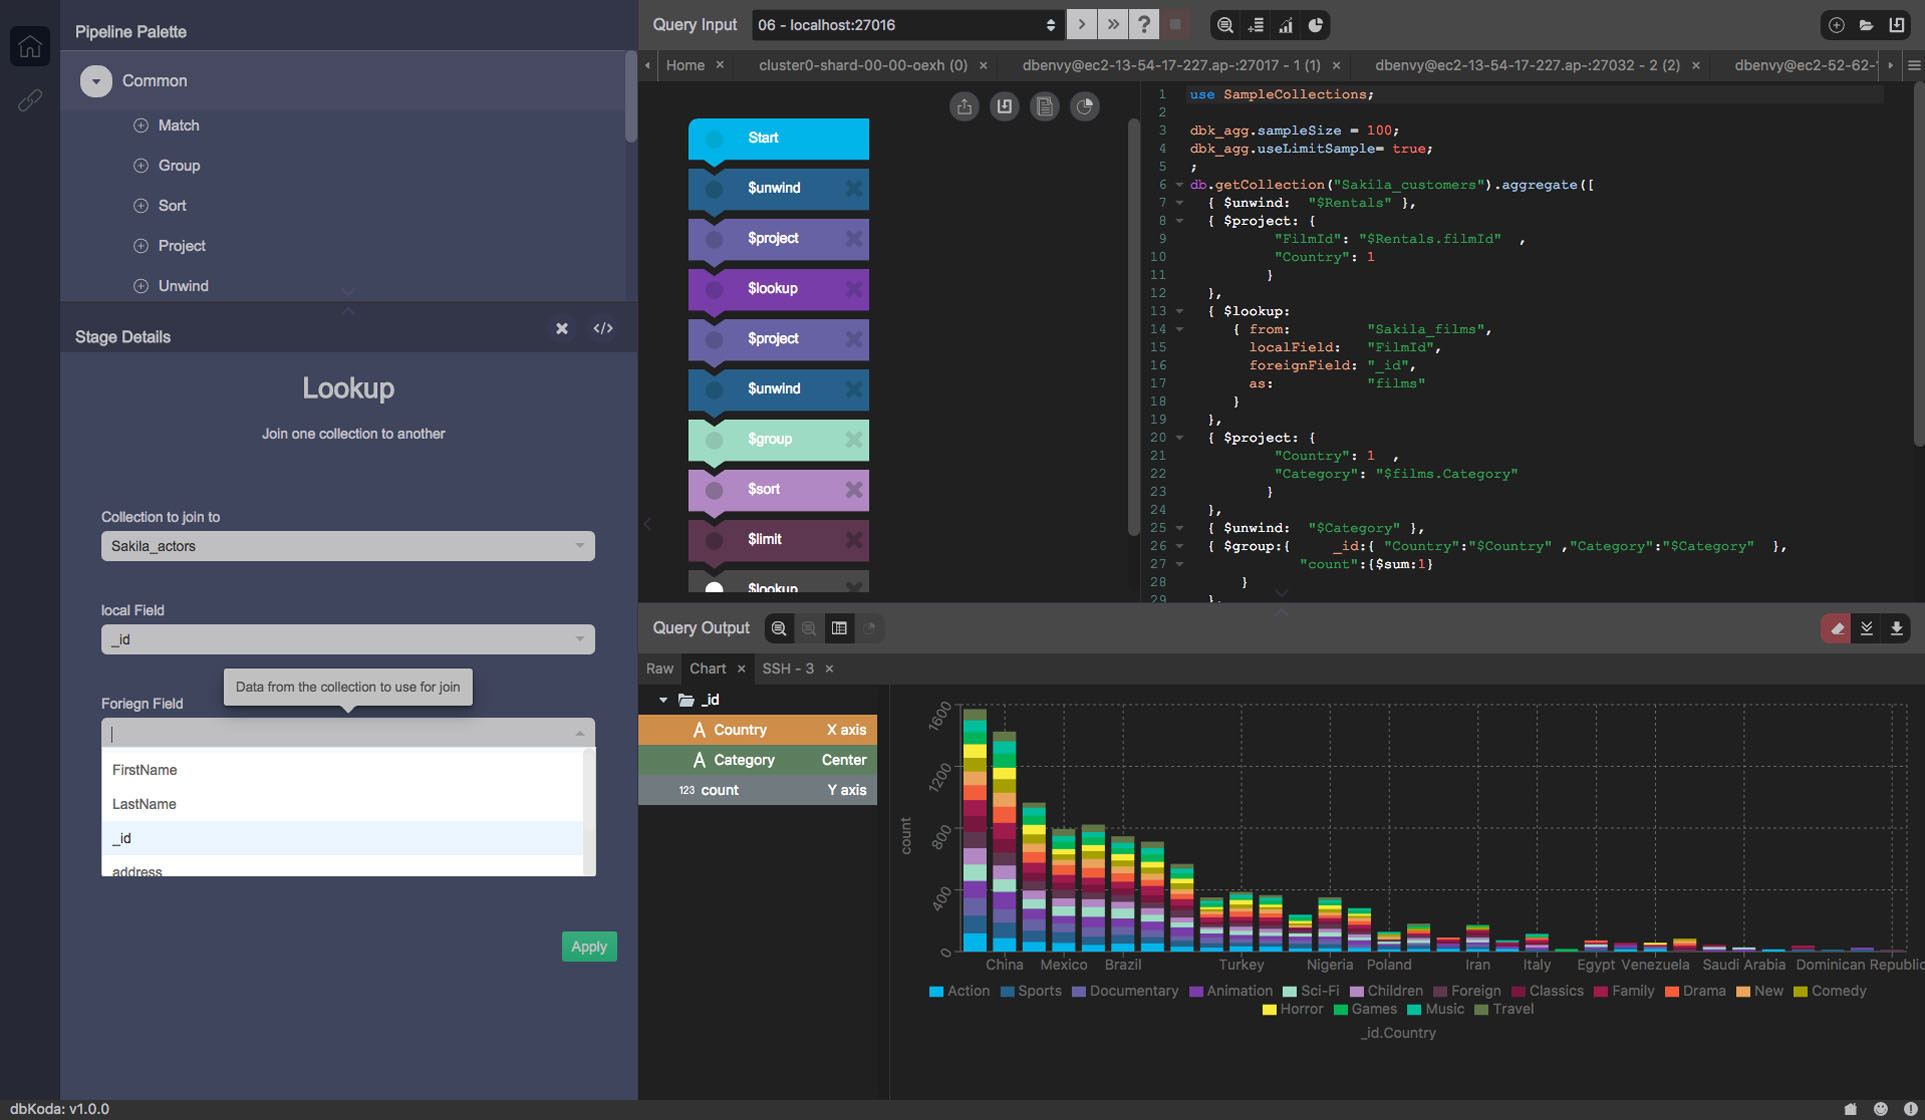 Pipeline Palette
Common
Match
Group
Sort
Project
Unwind
Stage Details
</>
Lookup
Join one collection to another
Collection to join to
Sakila_actors
local Field
_id
Data from the collection to use for join
Foriegn Field
FirstName
LastName
_id
address
Apply
Query Input
06 - localhost:27016
Home
cluster0-shard-00-00-oexh (0)
dbenvy@ec2-13-54-17-227.ap-:27017 - 1 (1)
dbenvy@ec2-13-54-17-227.ap-:27032 - 2 (2)
dbenvy@ec2-52-62-
Start
$unwind
$project
$lookup
$project
$unwind
$group
$sort
$limit
$lookup
1 use SampleCollections;
2
3 dbk_agg.sampleSize = 100;
4 dbk_agg.useLimitSample= true;
5 ;
6 db.getCollection("Sakila_customers").aggregate([
7 { $unwind: "$Rentals" },
8 { $project: {
9 "FilmId": "$Rentals.filmId" ,
10 "Country": 1
11 }
12 },
13 { $lookup:
14 { from: "Sakila_films",
15 localField: "FilmId",
16 foreignField: "_id",
17 as: "films"
18 }
19 },
20 { $project: {
21 "Country": 1 ,
22 "Category": "$films.Category"
23 }
24 },
25 { $unwind: "$Category" },
26 { $group:{ _id:{ "Country":"$Country" ,"Category":"$Category" },
27 "count":{$sum:1}
28 }
29 },
Query Output
Raw
Chart
SSH - 3
_id
A Country X axis
A Category Center
123 count Y axis
1600
1200
800
400
0
count
China
Mexico
Brazil
Turkey
Nigeria
Poland
Iran
Italy
Egypt
Venezuela
Saudi Arabia
Dominican Republic
Action Sports Documentary Animation Sci-Fi Children Foreign Classics Family Drama New Comedy
Horror Games Music Travel
_id.Country
dbKoda: v1.0.0